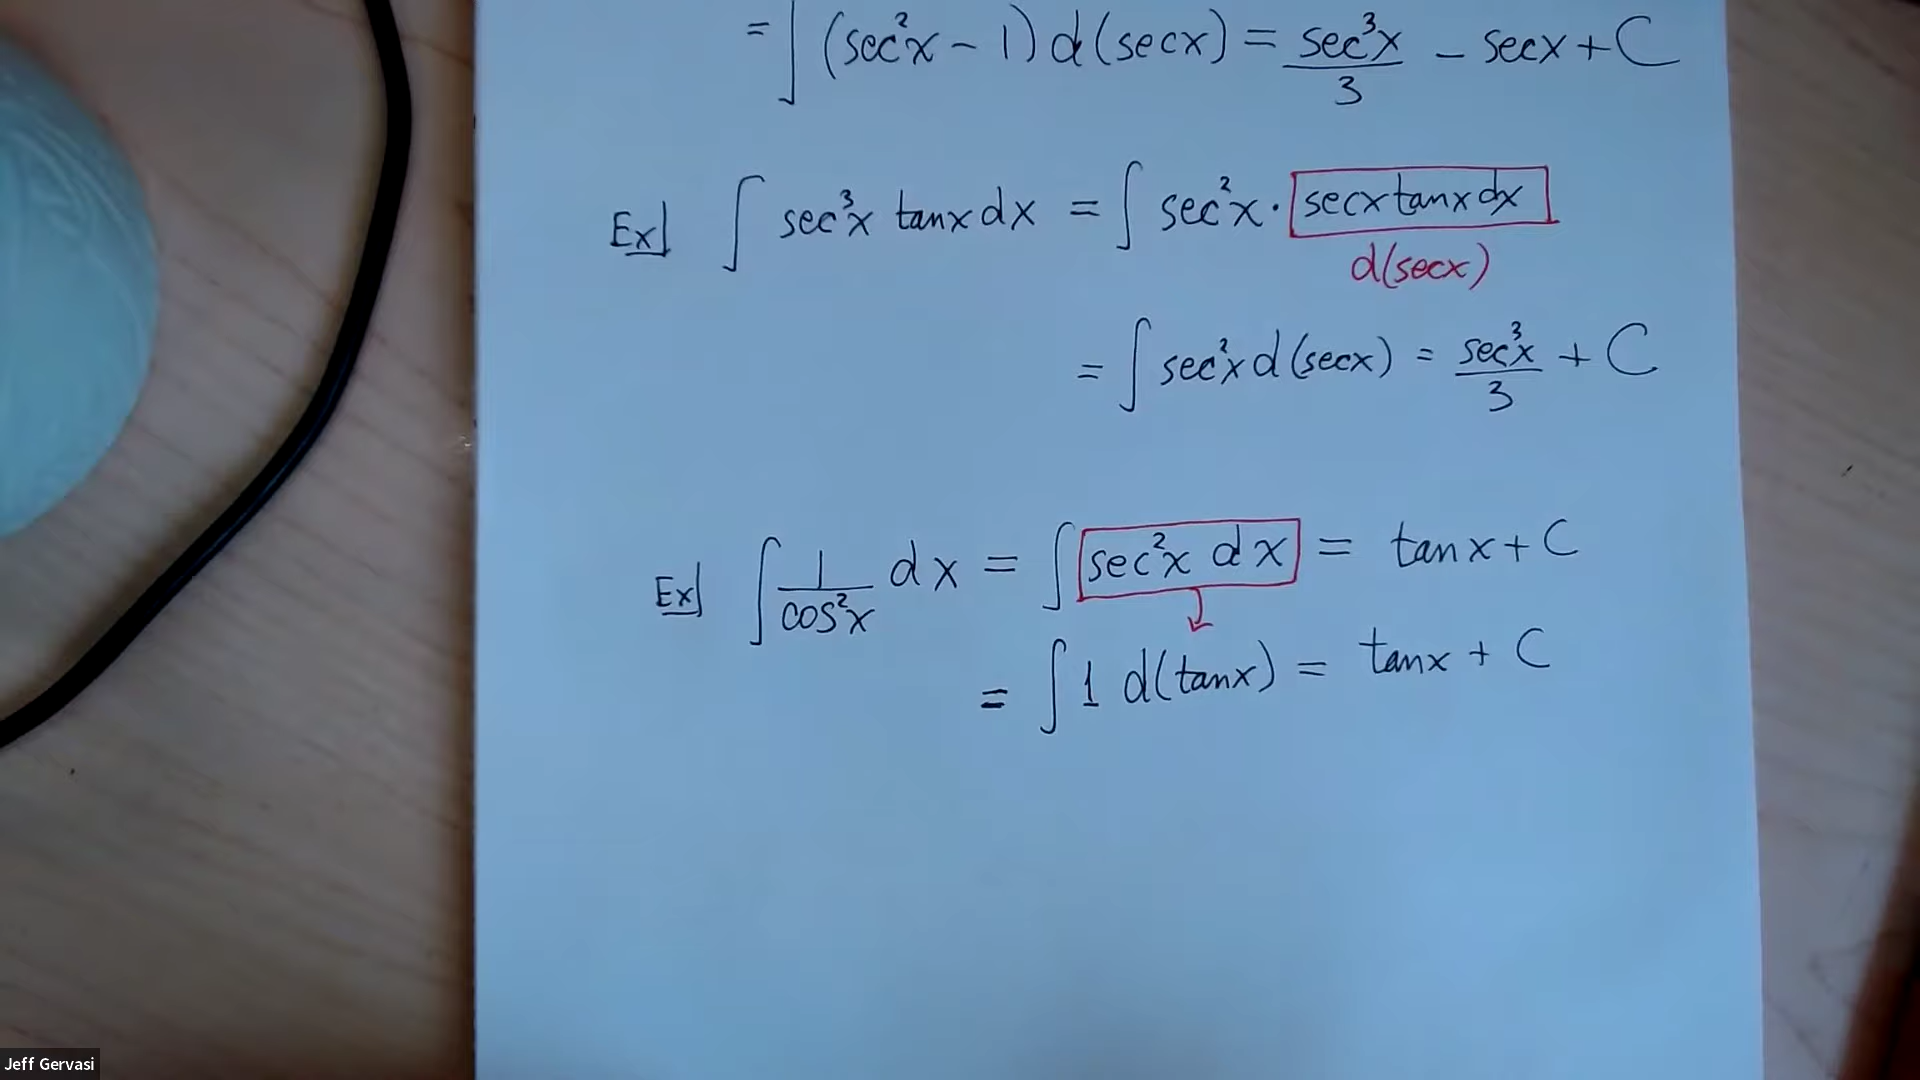 = ∫ (sec²x − 1) d(secx) = sec³x/3 − secx + C
Ex] ∫ sec³x tanx dx = ∫ sec²x · secx tanx dx
d(secx)
= ∫ sec²x d(secx) = sec³x/3 + C
Ex] ∫ 1/cos²x dx = ∫ sec²x dx = tanx + C
= ∫ 1 d(tanx) = tanx + C
Jeff Gervasi